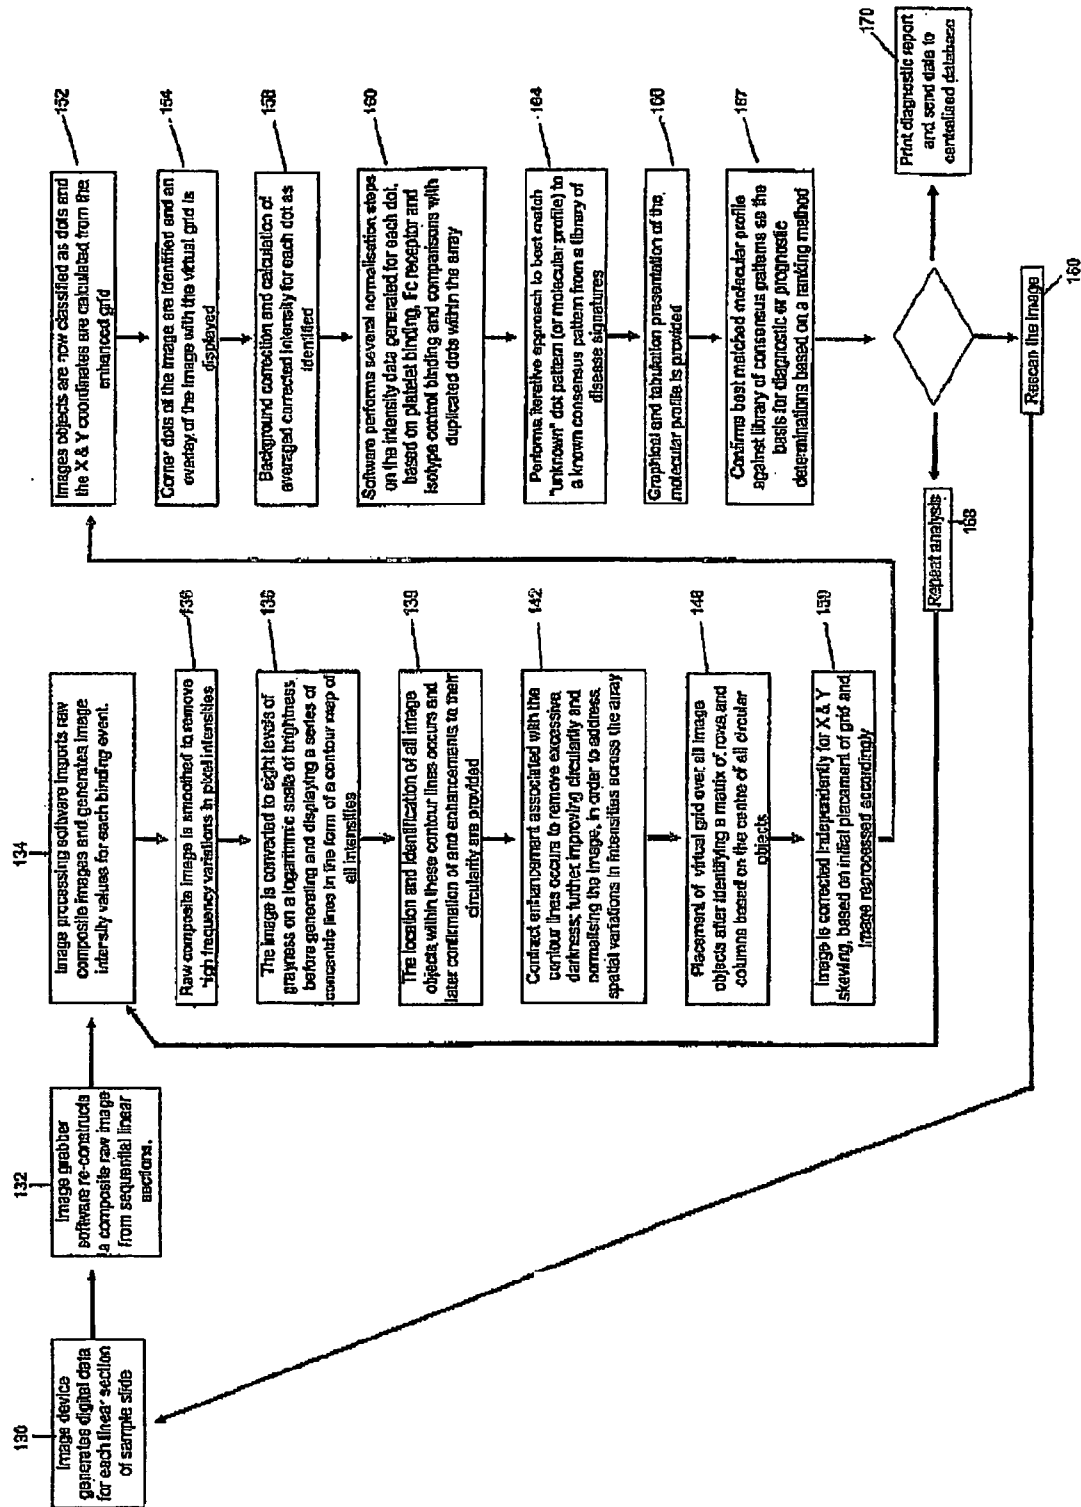 130
Image device
generates digital data
for each linear section
of sample slide
132
Image grabber
software re-constructs
a composite raw image
from sequential linear
sections.
134
Image processing software imports raw
composite images and generates image
intensity values for each binding event.
136
Raw composite image is smoothed to remove
high frequency variations in pixel intensities
136
The image is converted to eight levels of
grayness on a logarithmic scale of brightness,
before generating and displaying a series of
concentric lines in the form of a contour map of
all intensities
139
The location and identification of all image
objects within these contour lines occurs and
later confirmation of and enhancements to their
circularity are provided
142
Contract enhancement associated with the
contour lines occurs to remove excessive
darkness; further improving circularity and
normalising the image, in order to address,
spatial variations in intensities across the array
148
Placement of virtual grid over all image
objects after identifying a matrix of rows and
columns based on the centre of all circular
objects
159
Image is corrected independently for X & Y
skewing, based on initial placement of grid and
image reprocessed accordingly
152
Images objects are now classified as dots and
the X & Y coordinates are calculated from the
enhanced grid
154
Corner dots of the image are identified and an
overlay of the image with the virtual grid is
displayed
158
Background correction and calculation of
averaged corrected intensity for each dot as
identified
160
Software performs several normalisation steps
on the intensity data generated for each dot,
based on platelet binding, Fc receptor and
isotype control binding and comparisons with
duplicated dots within the array
164
Performs iterative approach to best match
"unknown" dot pattern (or molecular profile) to
a known consensus pattern from a library of
disease signatures
166
Graphical and tabulation presentation of the
molecular profile is provided
167
Confirms best matched molecular profile
against library of consensus patterns as the
basis for diagnostic or prognostic
determinations based on a ranking method
Repeat analysis
168
170
Print diagnostic report
and send data to
centralised database
Rescan the image
160